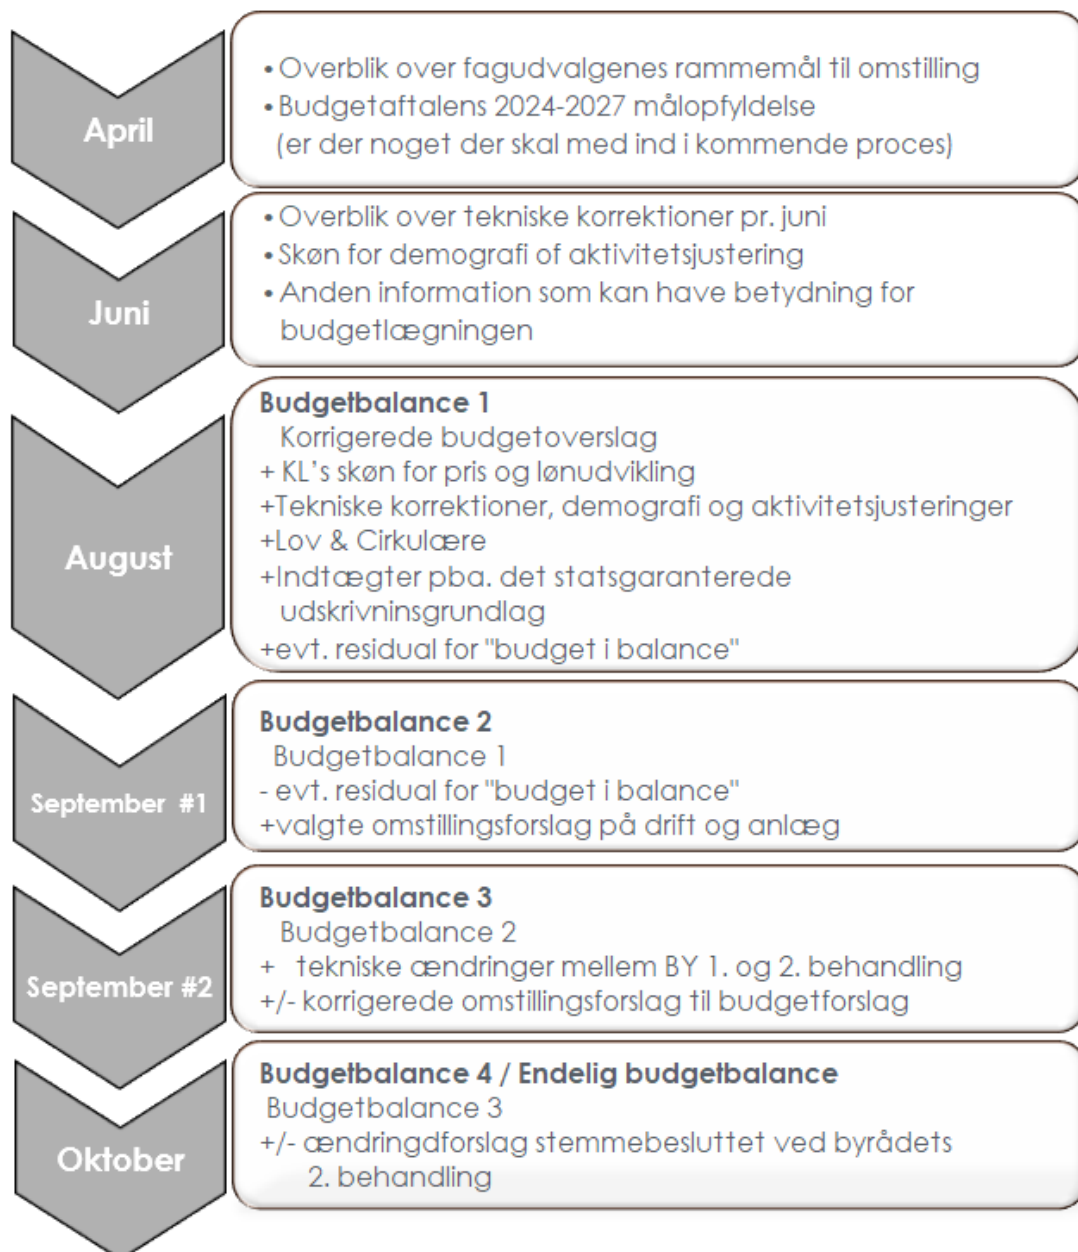 April
• Overblik over fagudvalgenes rammemål til omstilling
• Budgetaftalens 2024-2027 målopfyldelse
(er der noget der skal med ind i kommende proces)
Juni
• Overblik over tekniske korrektioner pr. juni
• Skøn for demografi of aktivitetsjustering
• Anden information som kan have betydning for
budgetlægningen
August
Budgetbalance 1
Korrigerede budgetoverslag
+ KL's skøn for pris og lønudvikling
+Tekniske korrektioner, demografi og aktivitetsjusteringer
+Lov & Cirkulære
+Indtægter pba. det statsgaranterede
udskrivninsgrundlag
+evt. residual for "budget i balance"
September #1
Budgetbalance 2
Budgetbalance 1
- evt. residual for "budget i balance"
+valgte omstillingsforslag på drift og anlæg
September #2
Budgetbalance 3
Budgetbalance 2
+ tekniske ændringer mellem BY 1. og 2. behandling
+/- korrigerede omstillingsforslag til budgetforslag
Oktober
Budgetbalance 4 / Endelig budgetbalance
Budgetbalance 3
+/- ændringdforslag stemmebesluttet ved byrådets
2. behandling